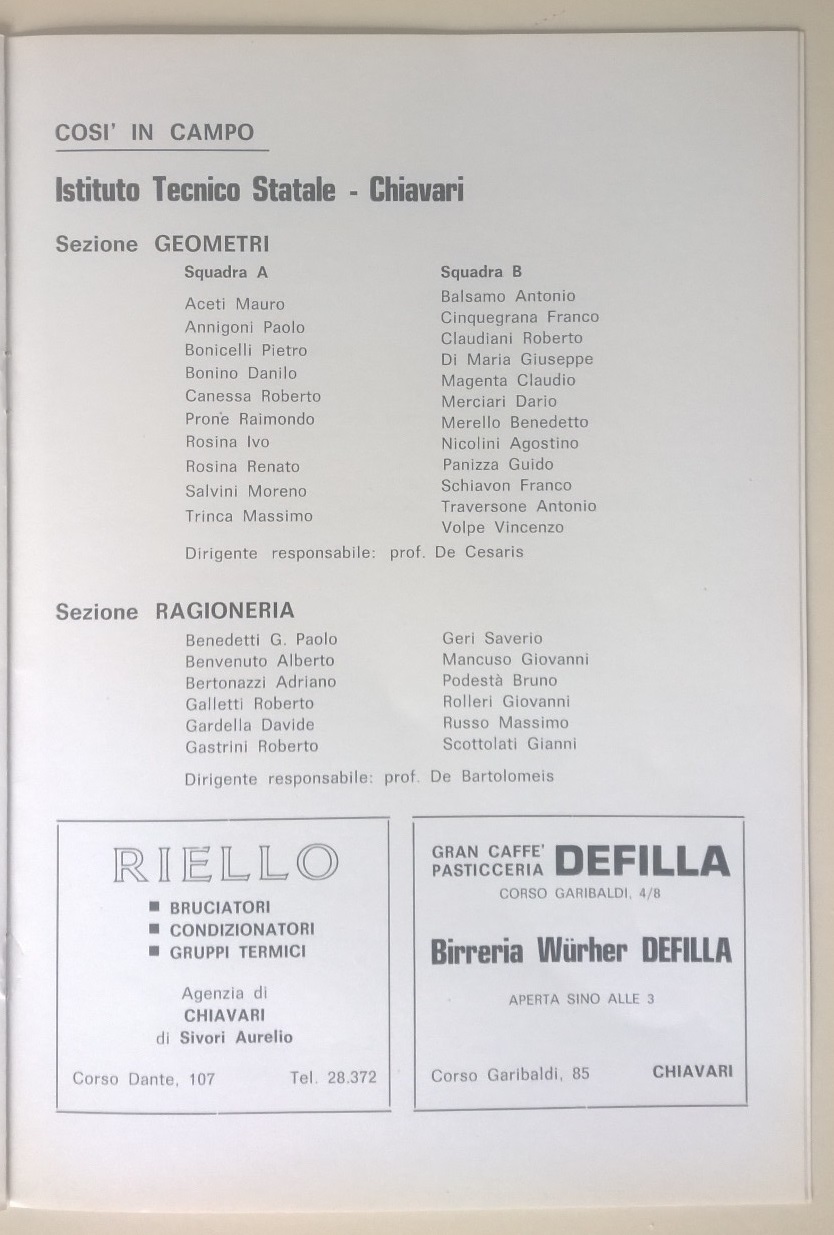 COSI' IN CAMPO
Istituto Tecnico Statale - Chiavari
Sezione GEOMETRI
Squadra A
Aceti Mauro
Annigoni Paolo
Bonicelli Pietro
Bonino Danilo
Canessa Roberto
Prone Raimondo
Rosina Ivo
Rosina Renato
Salvini Moreno
Trinca Massimo
Squadra B
Balsamo Antonio
Cinquegrana Franco
Claudiani Roberto
Di Maria Giuseppe
Magenta Claudio
Merciari Dario
Merello Benedetto
Nicolini Agostino
Panizza Guido
Schiavon Franco
Traversone Antonio
Volpe Vincenzo
Dirigente responsabile: prof. De Cesaris
Sezione RAGIONERIA
Benedetti G. Paolo
Benvenuto Alberto
Bertonazzi Adriano
Galletti Roberto
Gardella Davide
Gastrini Roberto
Geri Saverio
Mancuso Giovanni
Podestà Bruno
Rolleri Giovanni
Russo Massimo
Scottolati Gianni
Dirigente responsabile: prof. De Bartolomeis
RIELLO
■ BRUCIATORI
■ CONDIZIONATORI
■ GRUPPI TERMICI
Agenzia di
CHIAVARI
di Sivori Aurelio
Corso Dante, 107 Tel. 28.372
GRAN CAFFE'
PASTICCERIA DEFILLA
CORSO GARIBALDI, 4/8
Birreria Würher DEFILLA
APERTA SINO ALLE 3
Corso Garibaldi, 85 CHIAVARI